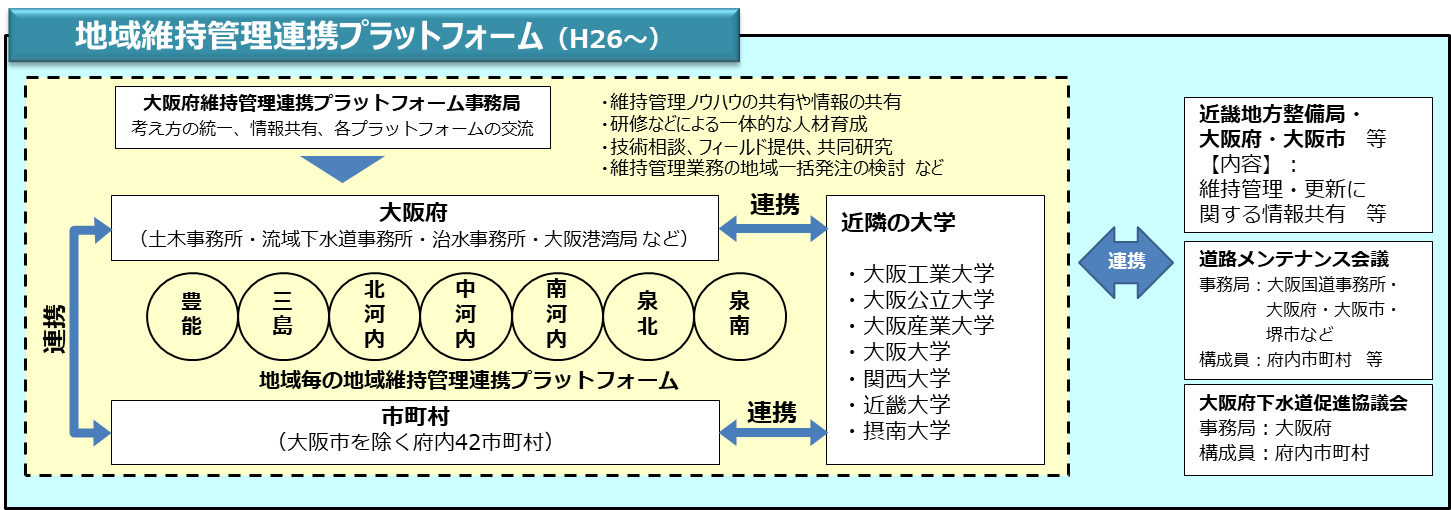 地域維持管理連携プラットフォーム（H26～）
大阪府維持管理連携プラットフォーム事務局
考え方の統一、情報共有、各プラットフォームの交流
・維持管理ノウハウの共有や情報の共有
・研修などによる一体的な人材育成
・技術相談、フィールド提供、共同研究
・維持管理業務の地域一括発注の検討 など
大阪府
（土木事務所・流域下水道事務所・治水事務所・大阪港湾局 など）
連携
連携
豊能
三島
北河内
中河内
南河内
泉北
泉南
地域毎の地域維持管理連携プラットフォーム
市町村
（大阪市を除く府内42市町村）
連携
近隣の大学
・大阪工業大学
・大阪公立大学
・大阪産業大学
・大阪大学
・関西大学
・近畿大学
・摂南大学
連携
近畿地方整備局・
大阪府・大阪市　等
【内容】：
維持管理・更新に
関する情報共有　等
道路メンテナンス会議
事務局：大阪国道事務所・
大阪府・大阪市・
堺市など
構成員：府内市町村　等
大阪府下水道促進協議会
事務局：大阪府
構成員：府内市町村